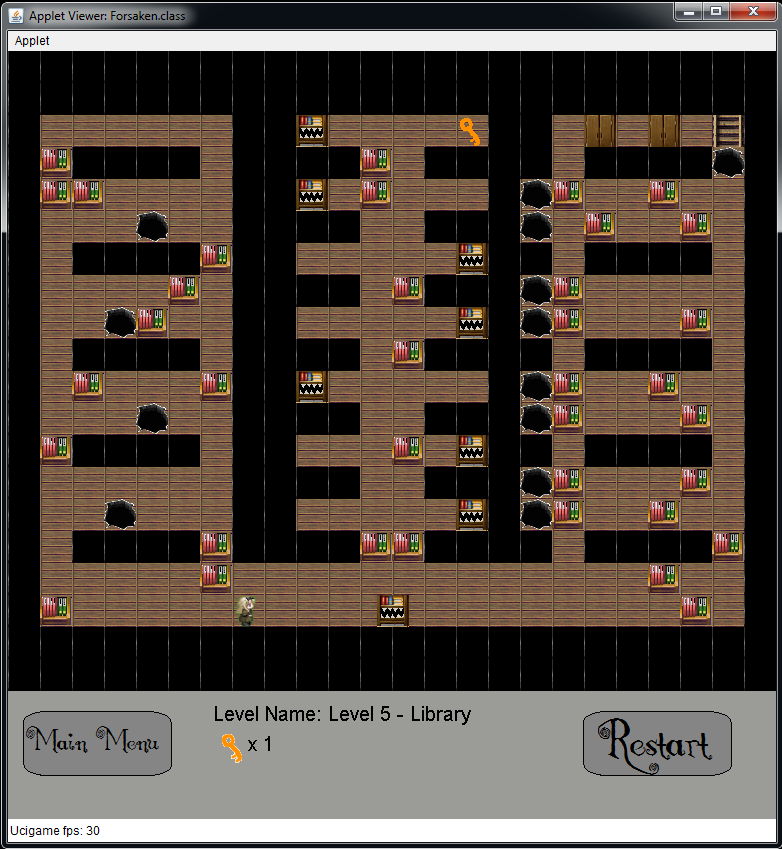 Applet Viewer: Forsaken.class
Applet
Level Name: Level 5 - Library
Main Menu
x 1
Restart
Ucigame fps: 30